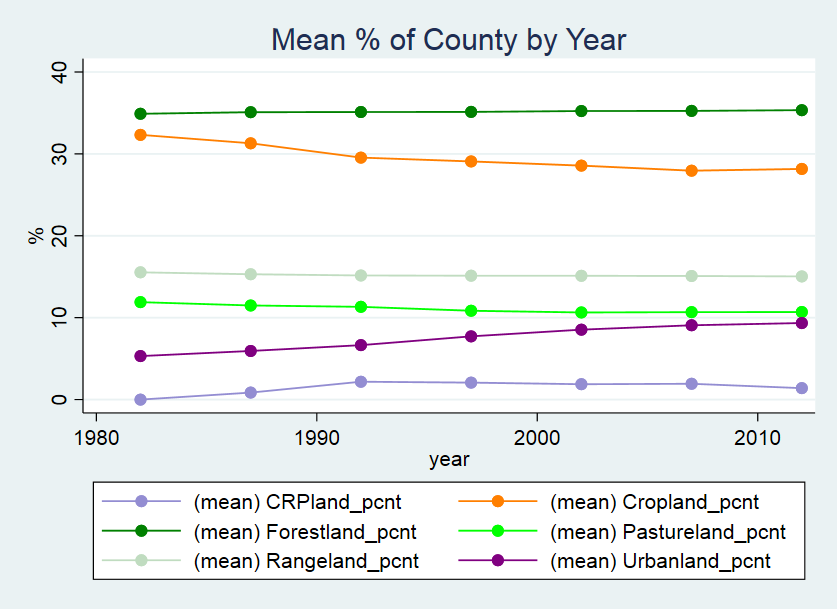 Mean % of County by Year
40
30
20
10
0
%
1980 1990 2000 2010
year
(mean) CRPland_pcnt (mean) Cropland_pcnt
(mean) Forestland_pcnt (mean) Pastureland_pcnt
(mean) Rangeland_pcnt (mean) Urbanland_pcnt